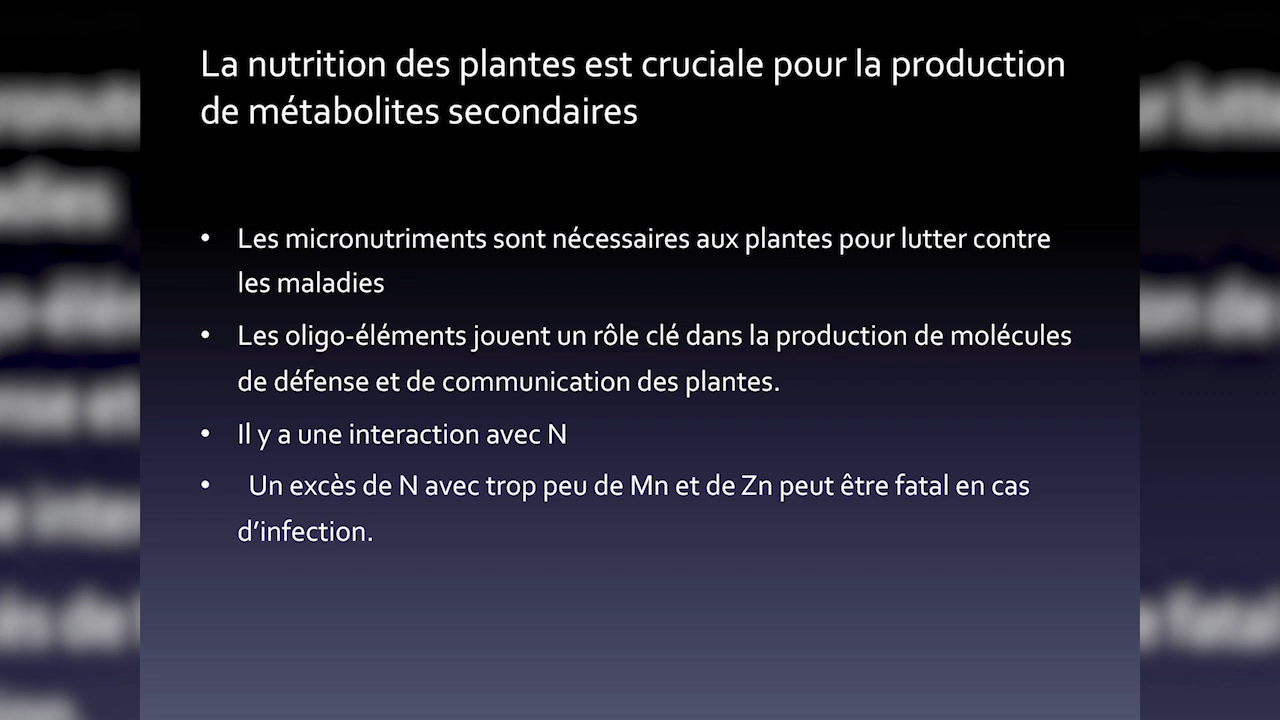 La nutrition des plantes est cruciale pour la production
de métabolites secondaires
• Les micronutriments sont nécessaires aux plantes pour lutter contre
les maladies
• Les oligo-éléments jouent un rôle clé dans la production de molécules
de défense et de communication des plantes.
• Il y a une interaction avec N
• Un excès de N avec trop peu de Mn et de Zn peut être fatal en cas
d’infection.